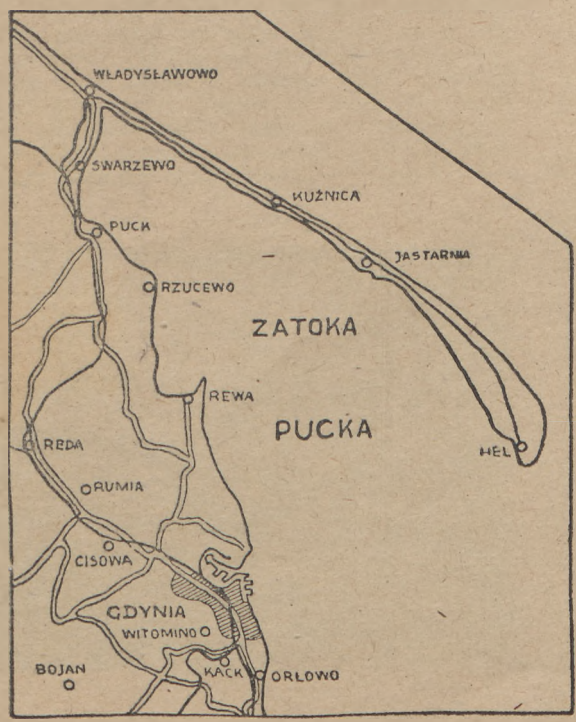 WŁADYSŁAWOWO
SWARZEWO
KUŹNICA
PUCK
JASTARNIA
RZUCEWO
ZATOKA
REWA
PUCKA
REDA
HEL
RUMIA
CISOWA
GDYNIA
WITOMINO
BOJAN
KACK
ORŁOWO